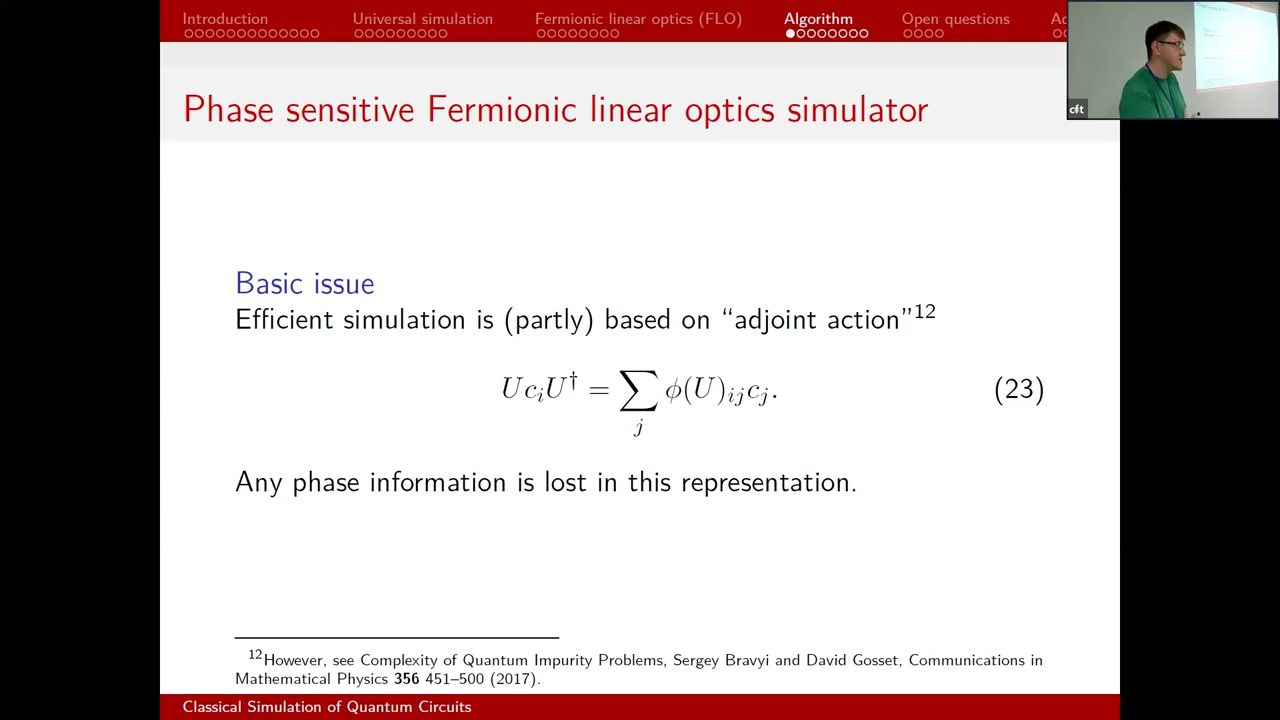 Introduction Universal simulation Fermionic linear optics (FLO) Algorithm Open questions
Phase sensitive Fermionic linear optics simulator
cft
Basic issue
Efficient simulation is (partly) based on “adjoint action”12
Uc_iU† = ∑_j ϕ(U)_{ij}c_j. (23)
Any phase information is lost in this representation.
12However, see Complexity of Quantum Impurity Problems, Sergey Bravyi and David Gosset, Communications in
Mathematical Physics 356 451–500 (2017).
Classical Simulation of Quantum Circuits